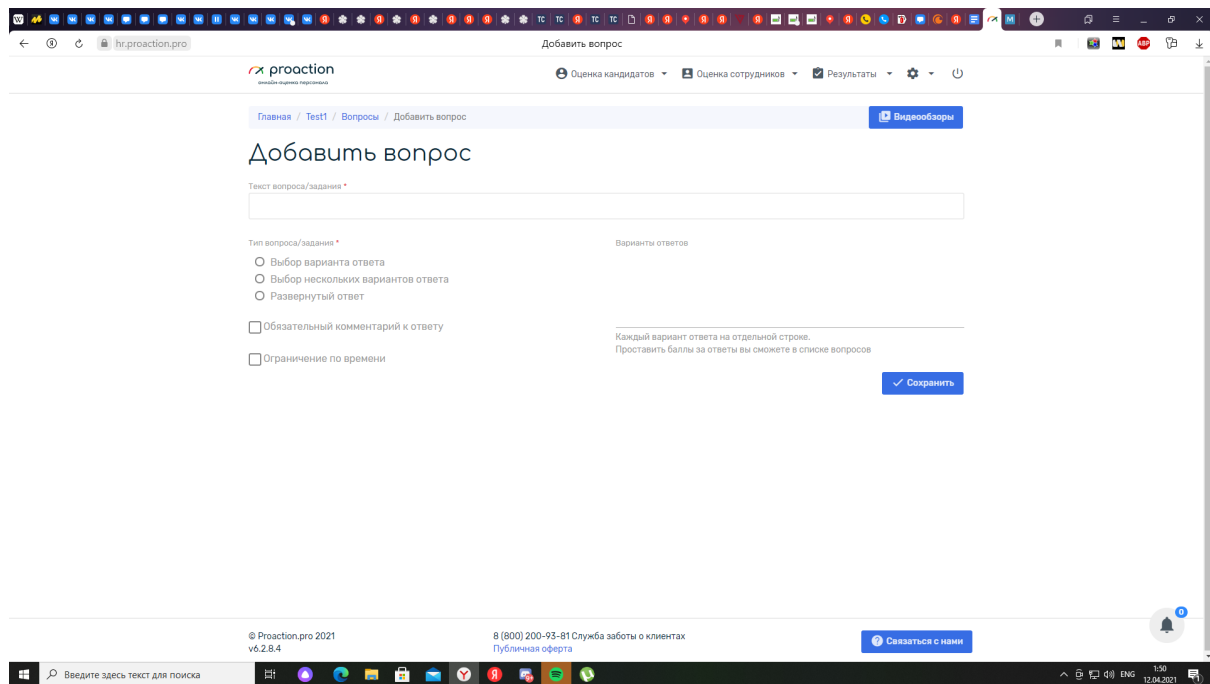 hr.proaction.pro
Добавить вопрос
proaction
онлайн-оценка персонала
Оценка кандидатов
Оценка сотрудников
Результаты
Главная / Test1 / Вопросы / Добавить вопрос
Видеообзоры
Добавить вопрос
Текст вопроса/задания *
Тип вопроса/задания *
Выбор варианта ответа
Выбор нескольких вариантов ответа
Развернутый ответ
Обязательный комментарий к ответу
Ограничение по времени
Варианты ответов
Каждый вариант ответа на отдельной строке.
Проставить баллы за ответы вы сможете в списке вопросов
Сохранить
0
© Proaction.pro 2021
v6.2.8.4
8 (800) 200-93-81 Служба заботы о клиентах
Публичная оферта
Связаться с нами
Введите здесь текст для поиска
ENG
1:50
12.04.2021